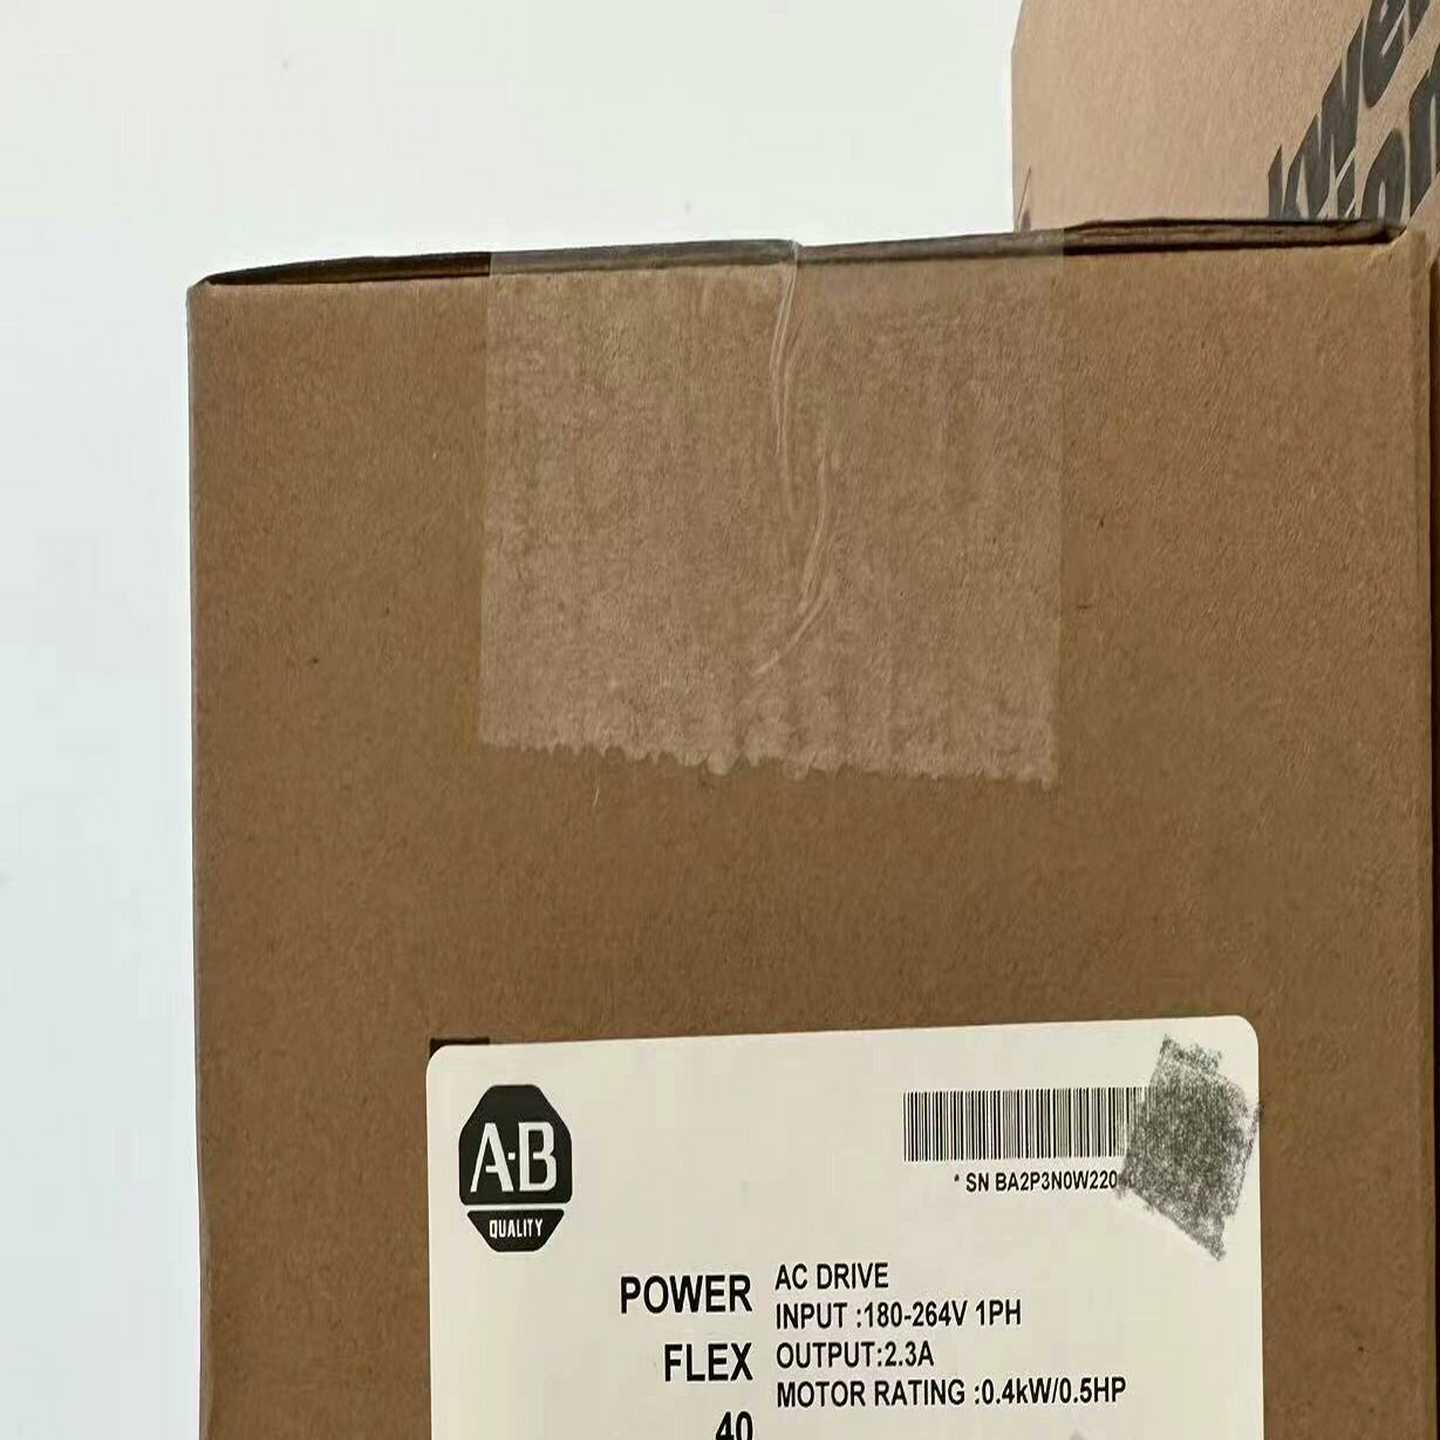 A-B
QUALITY
* SN BA2P3N0W220
POWER
FLEX
40
AC DRIVE
INPUT :180-264V 1PH
OUTPUT:2.3A
MOTOR RATING :0.4kW/0.5HP